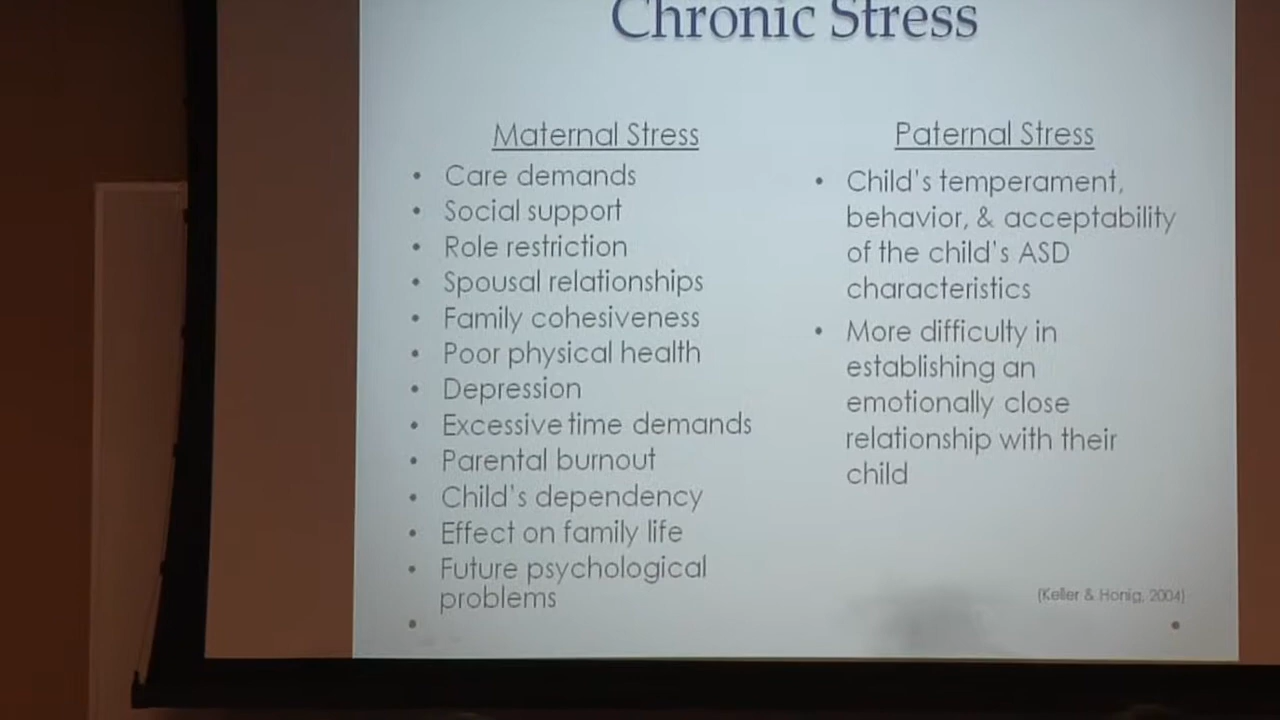 Chronic Stress
Maternal Stress
• Care demands
• Social support
• Role restriction
• Spousal relationships
• Family cohesiveness
• Poor physical health
• Depression
• Excessive time demands
• Parental burnout
• Child's dependency
• Effect on family life
• Future psychological
problems
•
Paternal Stress
• Child's temperament,
behavior, & acceptability
of the child's ASD
characteristics
• More difficulty in
establishing an
emotionally close
relationship with their
child
(Keller & Honig, 2004)
•